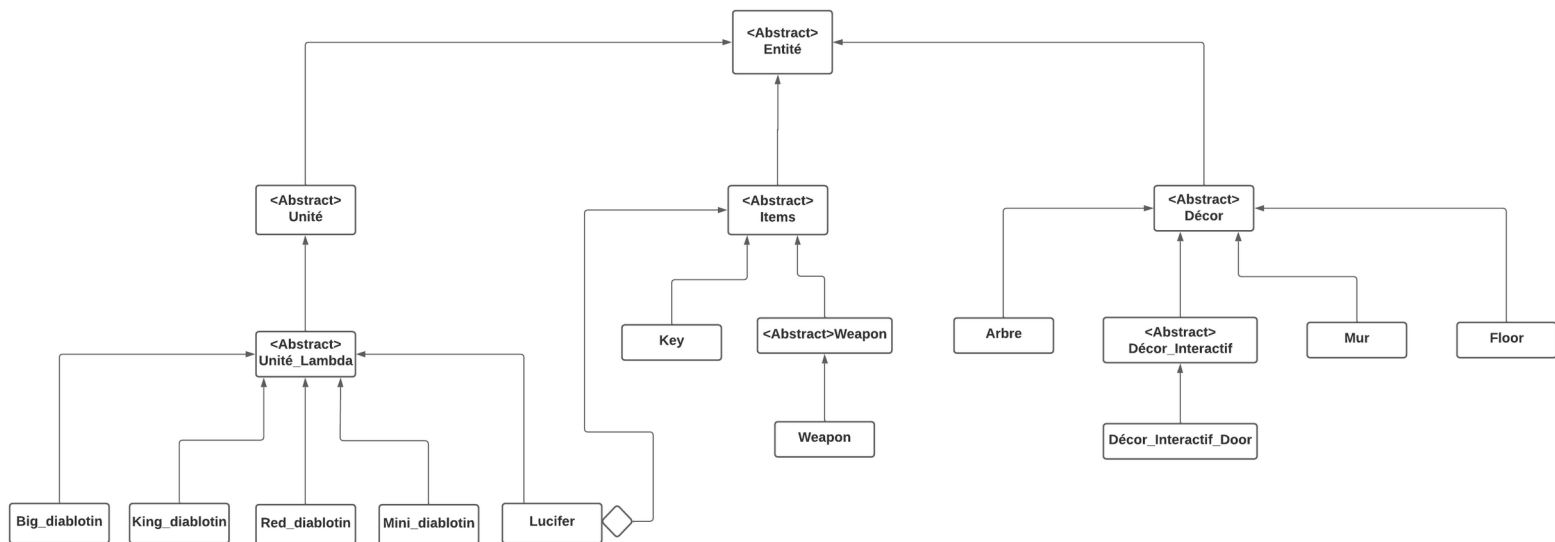 <Abstract>
Entité
<Abstract>
Unité
<Abstract>
Items
<Abstract>
Décor
Key
<Abstract>Weapon
Arbre
<Abstract>
Décor_Interactif
Mur
Floor
<Abstract>
Unité_Lambda
Weapon
Décor_Interactif_Door
Big_diablotin
King_diablotin
Red_diablotin
Mini_diablotin
Lucifer